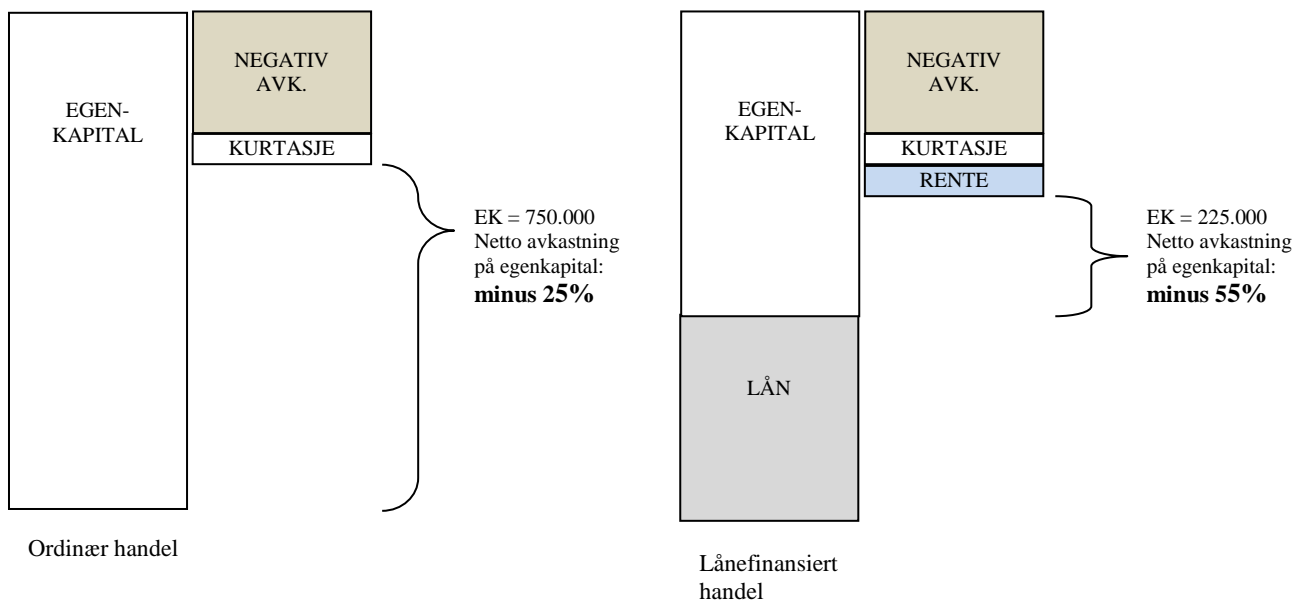 EGEN-
KAPITAL
NEGATIV
AVK.
KURTASJE
EK = 750.000
Netto avkastning
på egenkapital:
minus 25%
Ordinær handel
EGEN-
KAPITAL
LÅN
NEGATIV
AVK.
KURTASJE
RENTE
EK = 225.000
Netto avkastning
på egenkapital:
minus 55%
Lånefinansiert
handel